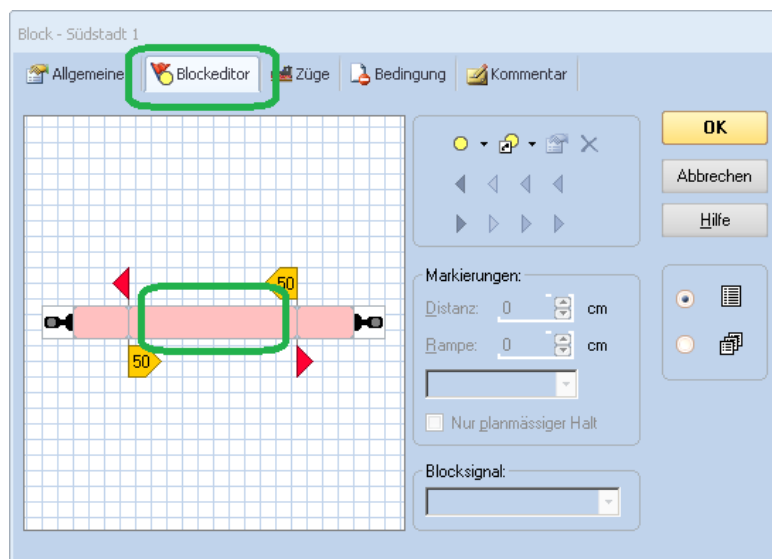 Block - Südstadt 1
Allgemeine Blockeditor Züge Bedingung Kommentar
OK
Abbrechen
Hilfe
50
50
Markierungen:
Distanz: 0 cm
Rampe: 0 cm
Nur planmässiger Halt
Blocksignal: